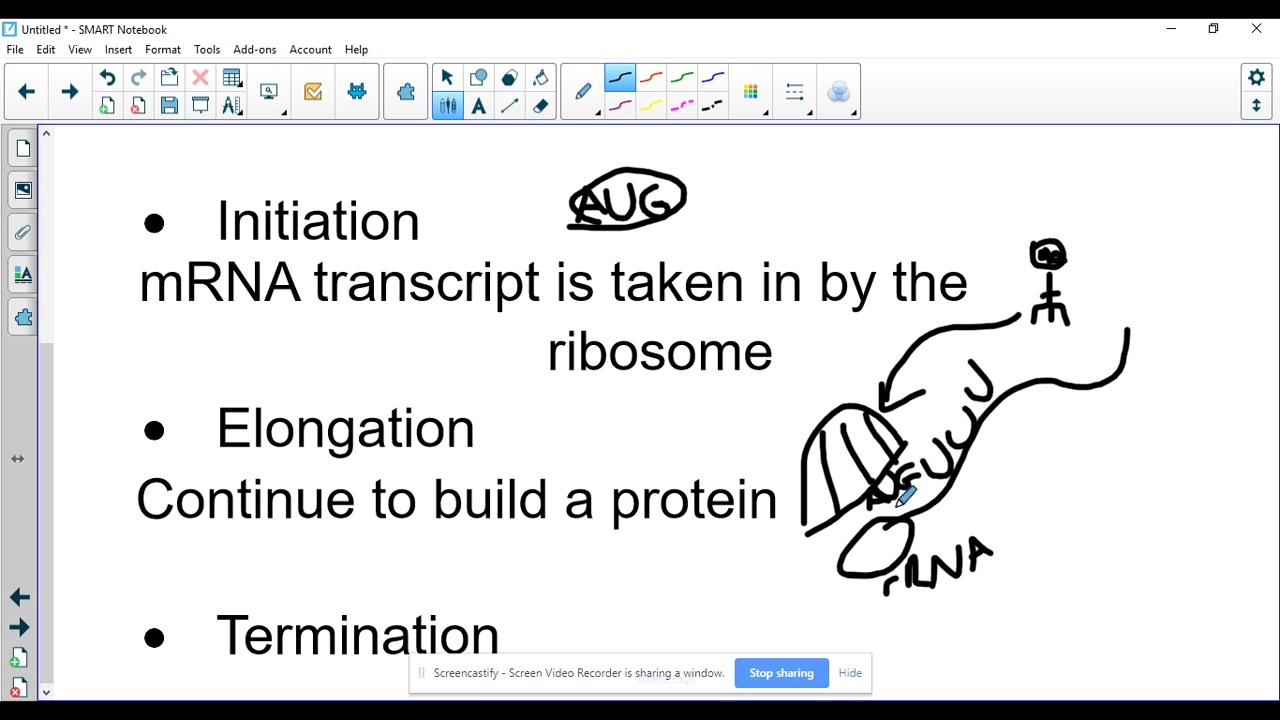 Untitled * - SMART Notebook
File Edit View Insert Format Tools Add-ons Account Help
AUG
• Initiation
mRNA transcript is taken in by the
ribosome
• Elongation
Continue to build a protein
AUGUUU
rRNA
• Termination
Screencastify - Screen Video Recorder is sharing a window.
Stop sharing
Hide